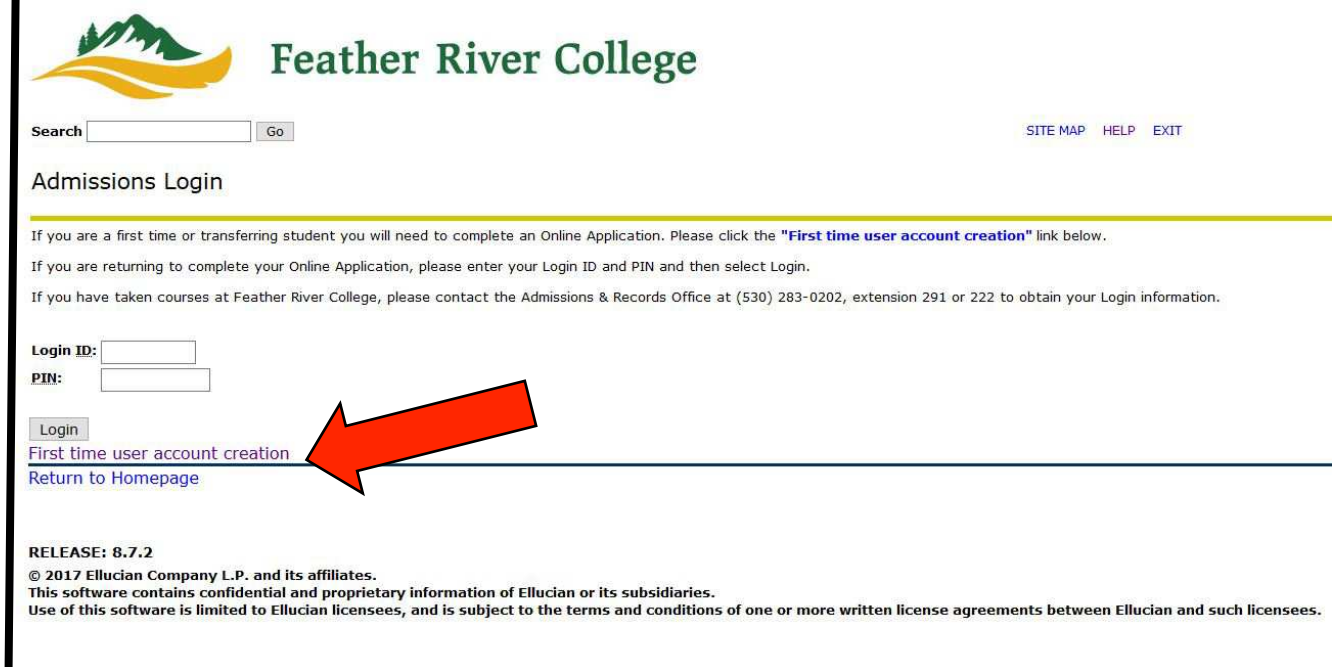 Feather River College
Search Go SITE MAP HELP EXIT
Admissions Login
If you are a first time or transferring student you will need to complete an Online Application. Please click the "First time user account creation" link below.
If you are returning to complete your Online Application, please enter your Login ID and PIN and then select Login.
If you have taken courses at Feather River College, please contact the Admissions & Records Office at (530) 283-0202, extension 291 or 222 to obtain your Login information.
Login ID:
PIN:
Login
First time user account creation
Return to Homepage
RELEASE: 8.7.2
© 2017 Ellucian Company L.P. and its affiliates.
This software contains confidential and proprietary information of Ellucian or its subsidiaries.
Use of this software is limited to Ellucian licensees, and is subject to the terms and conditions of one or more written license agreements between Ellucian and such licensees.